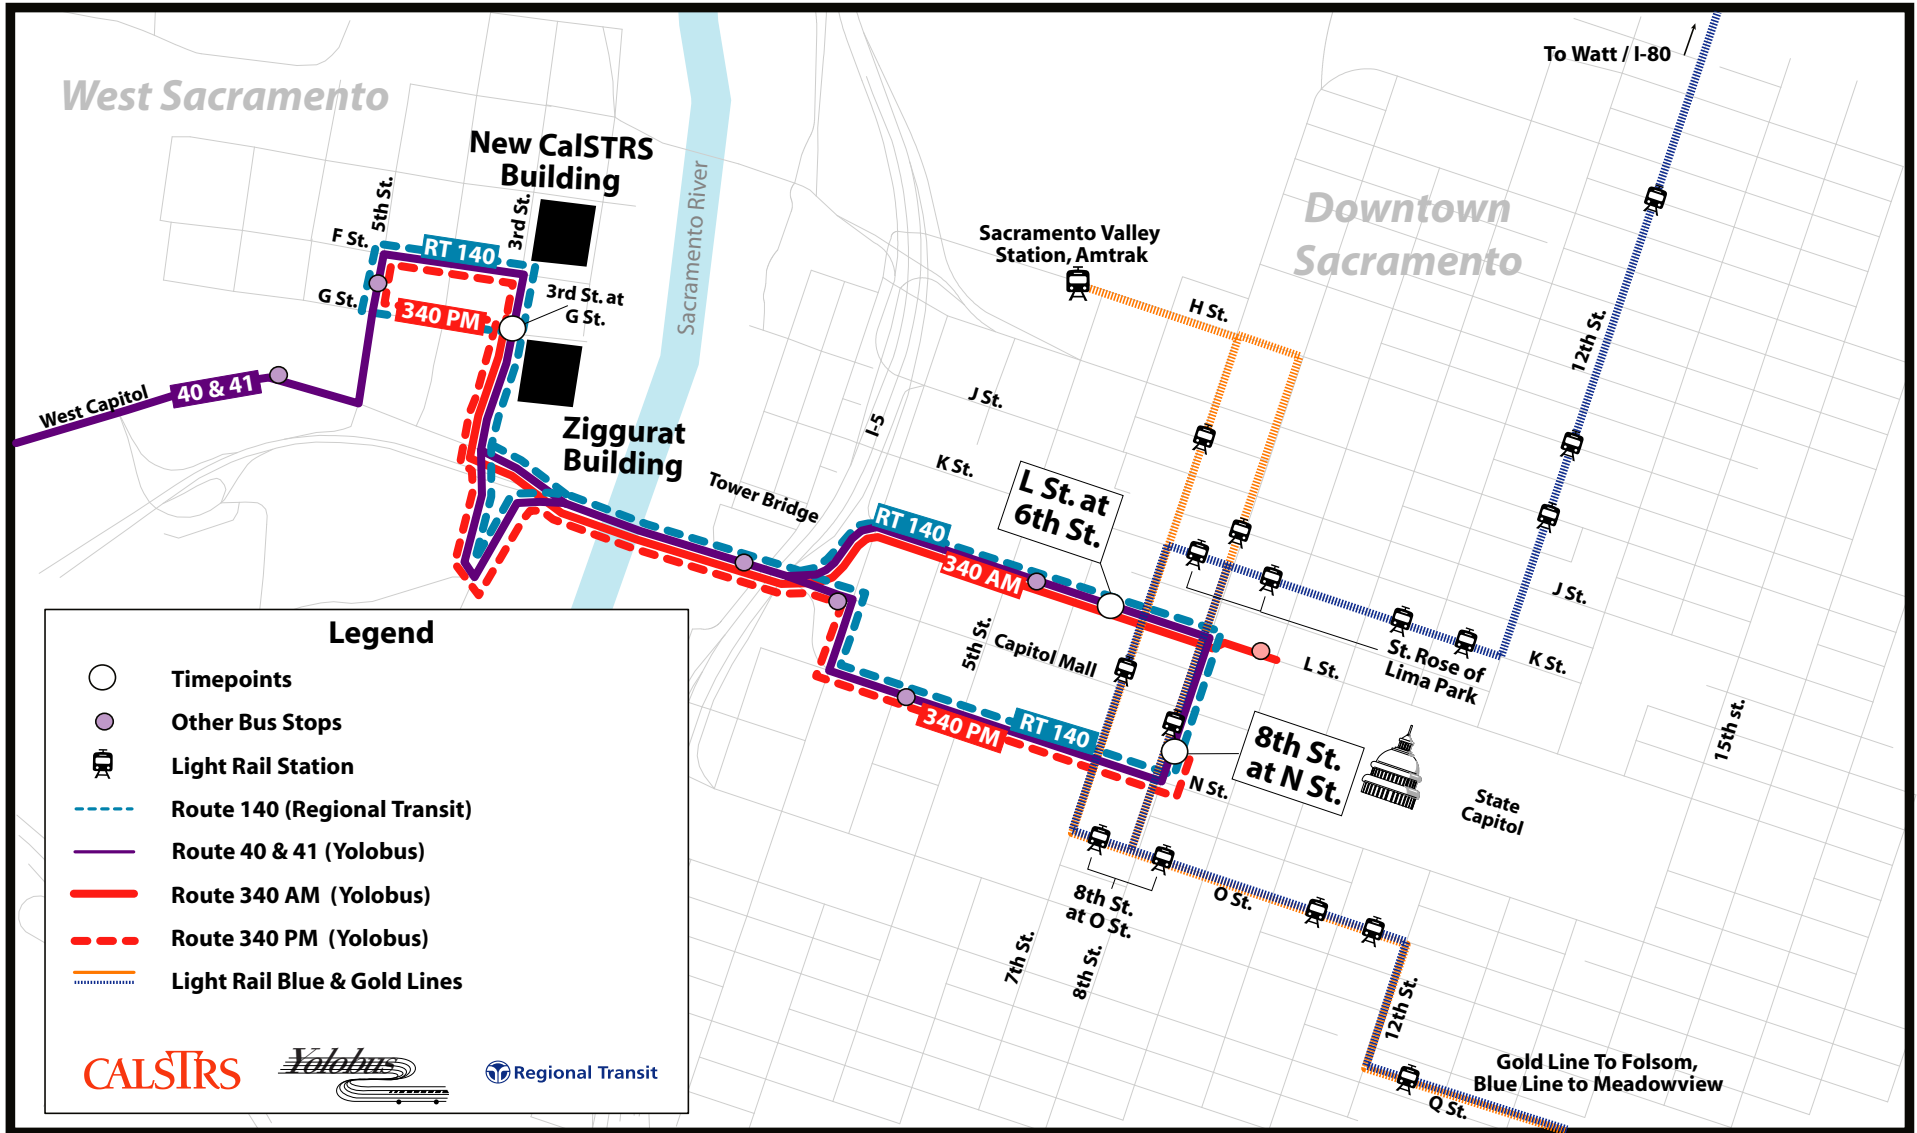 To Watt / I-80
West Sacramento
New CalSTRS
Building
Sacramento River
Downtown
Sacramento
5th St.
3rd St.
F St.
RT 140
Sacramento Valley
Station, Amtrak
G St.
340 PM
3rd St. at
G St.
H St.
12th St.
West Capitol
40 & 41
J St.
I-5
Ziggurat
Building
K St.
Tower Bridge
L St. at
6th St.
RT 140
340 AM
J St.
5th St.
Capitol Mall
St. Rose of
Lima Park
K St.
L St.
340 PM
RT 140
8th St.
at N St.
N St.
15th st.
State
Capitol
8th St.
at O St.
O St.
7th St.
8th St.
12th St.
Gold Line To Folsom,
Blue Line to Meadowview
Q St.
Legend
Timepoints
Other Bus Stops
Light Rail Station
Route 140 (Regional Transit)
Route 40 & 41 (Yolobus)
Route 340 AM (Yolobus)
Route 340 PM (Yolobus)
Light Rail Blue & Gold Lines
CALSTRS
Yolobus
Regional Transit